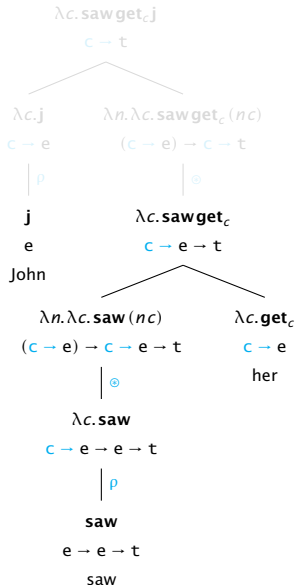 λc.saw get_c j
c → t
λc.j λn.λc.saw get_c (nc)
c → e (c → e) → c → t
ρ ⊛
j λc.saw get_c
e c → e → t
John
λn.λc.saw (nc) λc.get_c
(c → e) → c → e → t c → e
her
⊛
λc.saw
c → e → e → t
ρ
saw
e → e → t
saw